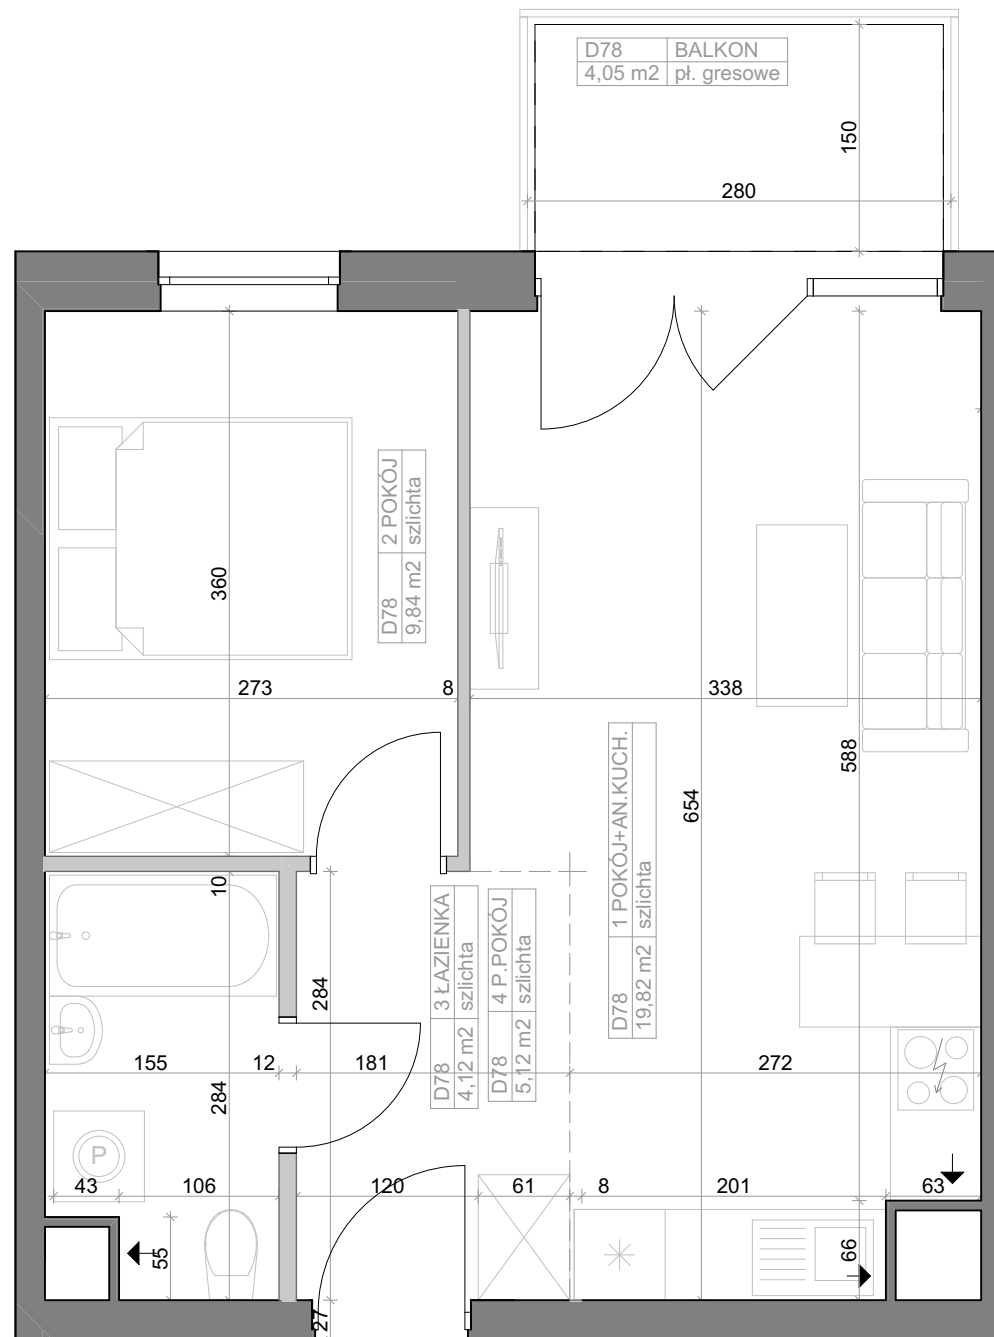 D78 BALKON
4,05 m2 pł. gresowe
150
280
D78 2 POKÓJ
9,84 m2 szlichta
360
273
8
338
588
654
D78 1 POKÓJ+AN.KUCH.
19,82 m2 szlichta
10
D78 3 ŁAZIENKA
4,12 m2 szlichta
D78 4 P.POKÓJ
5,12 m2 szlichta
284
155
12
181
272
284
P
43
106
120
61
8
201
63
55
66
27